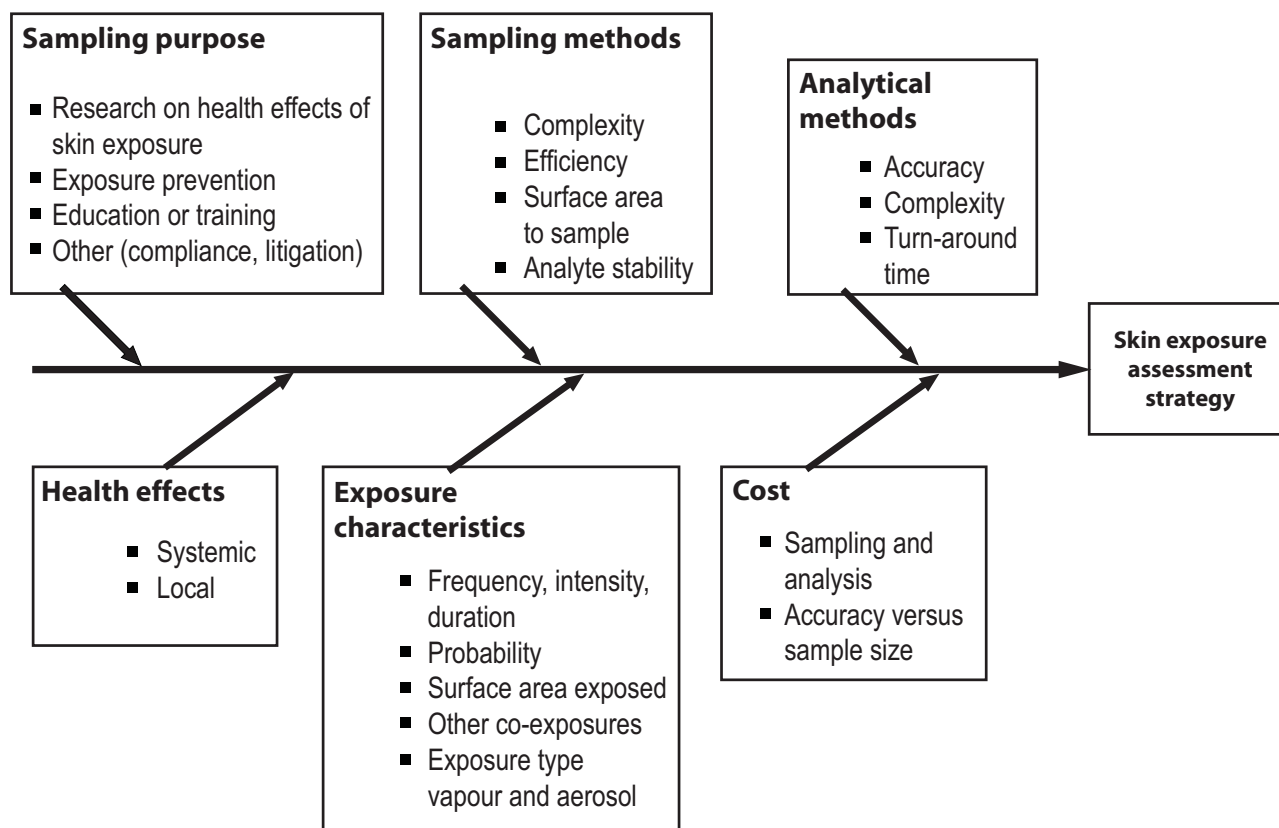 Sampling purpose
■ Research on health effects of
skin exposure
■ Exposure prevention
■ Education or training
■ Other (compliance, litigation)
Sampling methods
■ Complexity
■ Efficiency
■ Surface area
to sample
■ Analyte stability
Analytical
methods
■ Accuracy
■ Complexity
■ Turn-around
time
Skin exposure
assessment
strategy
Health effects
■ Systemic
■ Local
Exposure
characteristics
■ Frequency, intensity,
duration
■ Probability
■ Surface area exposed
■ Other co-exposures
■ Exposure type
vapour and aerosol
Cost
■ Sampling and
analysis
■ Accuracy versus
sample size